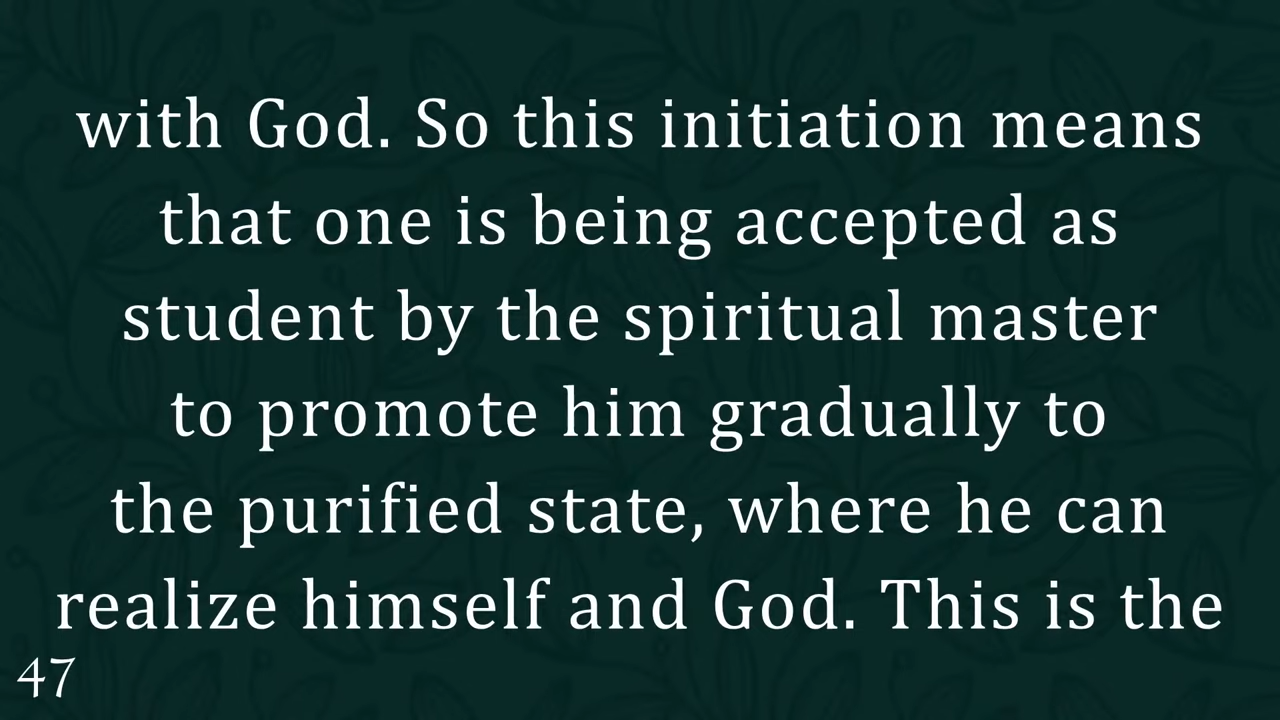 with God. So this initiation means
that one is being accepted as
student by the spiritual master
to promote him gradually to
the purified state, where he can
realize himself and God. This is the
47